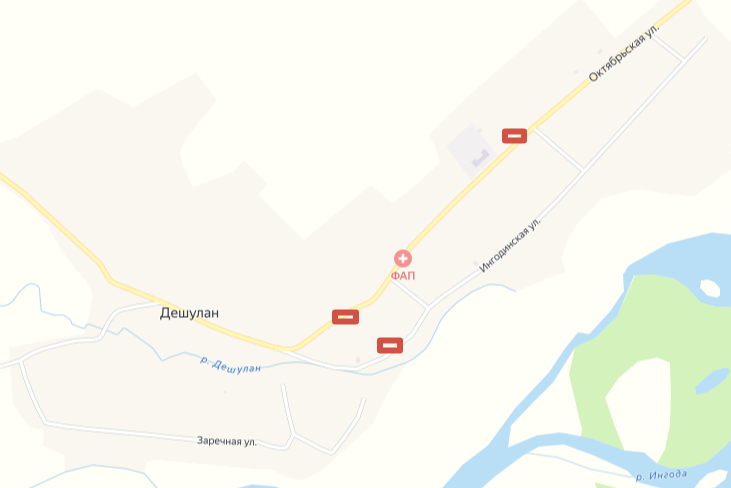 Октябрьская ул.
Ингодинская ул.
ФАП
Дешулан
р. Дешулан
Заречная ул.
р. Ингода